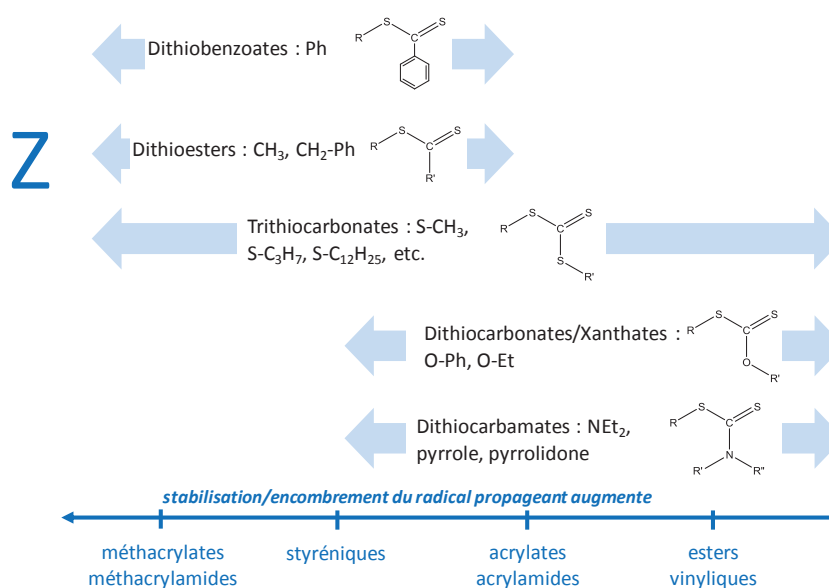 Dithiobenzoates : Ph
R
S
C
S
Z
Dithioesters : CH₃, CH₂-Ph
R
S
C
S
R'
Trithiocarbonates : S-CH₃,
S-C₃H₇, S-C₁₂H₂₅, etc.
R
S
C
S
S
R'
Dithiocarbonates/Xanthates :
O-Ph, O-Et
R
S
C
S
O
R'
Dithiocarbamates : NEt₂,
pyrrole, pyrrolidone
R
S
C
S
N
R' R"
stabilisation/encombrement du radical propageant augmente
méthacrylates
méthacrylamides
styréniques
acrylates
acrylamides
esters
vinyliques